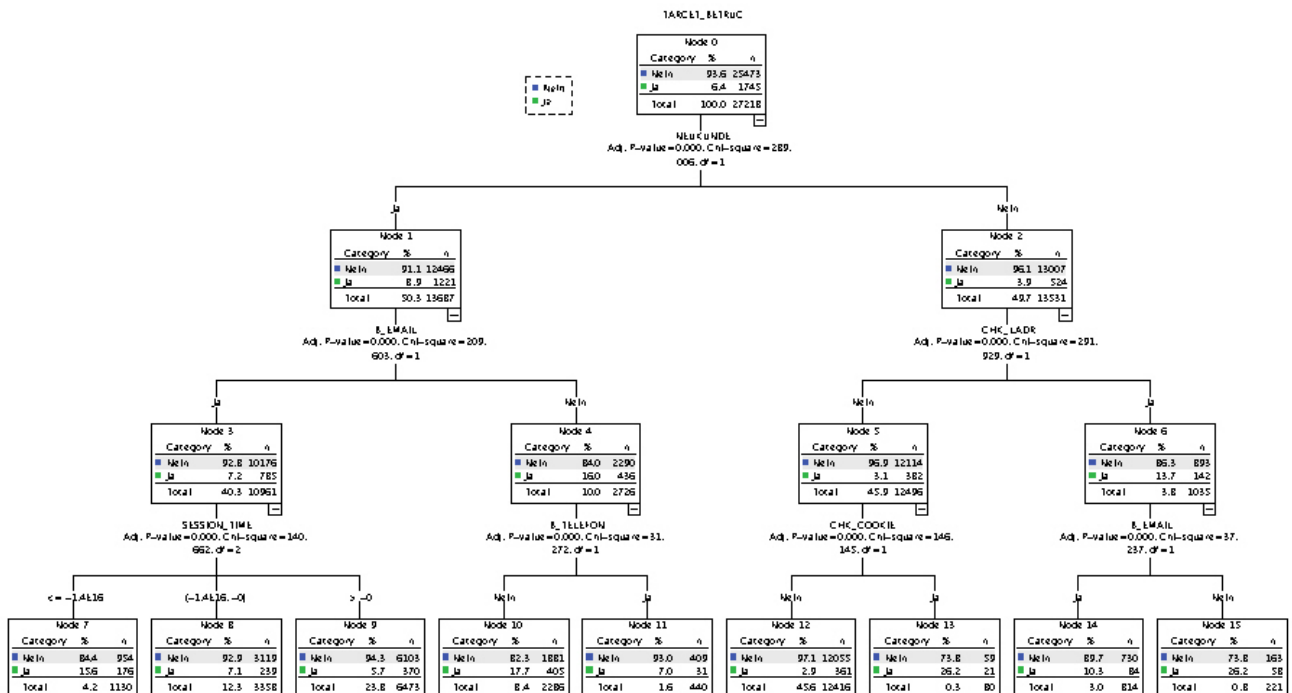 TARGET_BETRUG
Node 0
Category % n
Nein 93.6 25473
Ja 6.4 1745
Total 100.0 27218
Nein
Ja
NEUKUNDE
Adj. P-value=0.000, Chi-square=289.
006, df=1
Ja
Nein
Node 1
Category % n
Nein 91.1 12466
Ja 8.9 1221
Total 50.3 13687
Node 2
Category % n
Nein 96.1 13007
Ja 3.9 524
Total 49.7 13531
B_EMAIL
Adj. P-value=0.000, Chi-square=209.
603, df=1
CHK_LADR
Adj. P-value=0.000, Chi-square=291.
929, df=1
Ja
Nein
Nein
Ja
Node 3
Category % n
Nein 92.8 10176
Ja 7.2 785
Total 40.3 10961
Node 4
Category % n
Nein 84.0 2290
Ja 16.0 436
Total 10.0 2726
Node 5
Category % n
Nein 96.9 12114
Ja 3.1 382
Total 45.9 12496
Node 6
Category % n
Nein 86.3 893
Ja 13.7 142
Total 3.8 1035
SESSION_TIME
Adj. P-value=0.000, Chi-square=140.
662, df=2
B_TELEFON
Adj. P-value=0.000, Chi-square=31.
272, df=1
CHK_COOKIE
Adj. P-value=0.000, Chi-square=146.
145, df=1
B_EMAIL
Adj. P-value=0.000, Chi-square=37.
237, df=1
<= -1.4E16
(-1.4E16, -0]
> -0
Nein
Ja
Nein
Ja
Ja
Nein
Node 7
Category % n
Nein 84.4 954
Ja 15.6 176
Total 4.2 1130
Node 8
Category % n
Nein 92.9 3119
Ja 7.1 239
Total 12.3 3358
Node 9
Category % n
Nein 94.3 6103
Ja 5.7 370
Total 23.8 6473
Node 10
Category % n
Nein 82.3 1881
Ja 17.7 405
Total 8.4 2286
Node 11
Category % n
Nein 93.0 409
Ja 7.0 31
Total 1.6 440
Node 12
Category % n
Nein 97.1 12055
Ja 2.9 361
Total 45.6 12416
Node 13
Category % n
Nein 73.8 59
Ja 26.2 21
Total 0.3 80
Node 14
Category % n
Nein 89.7 730
Ja 10.3 84
Total 3.0 814
Node 15
Category % n
Nein 73.8 163
Ja 26.2 58
Total 0.8 221